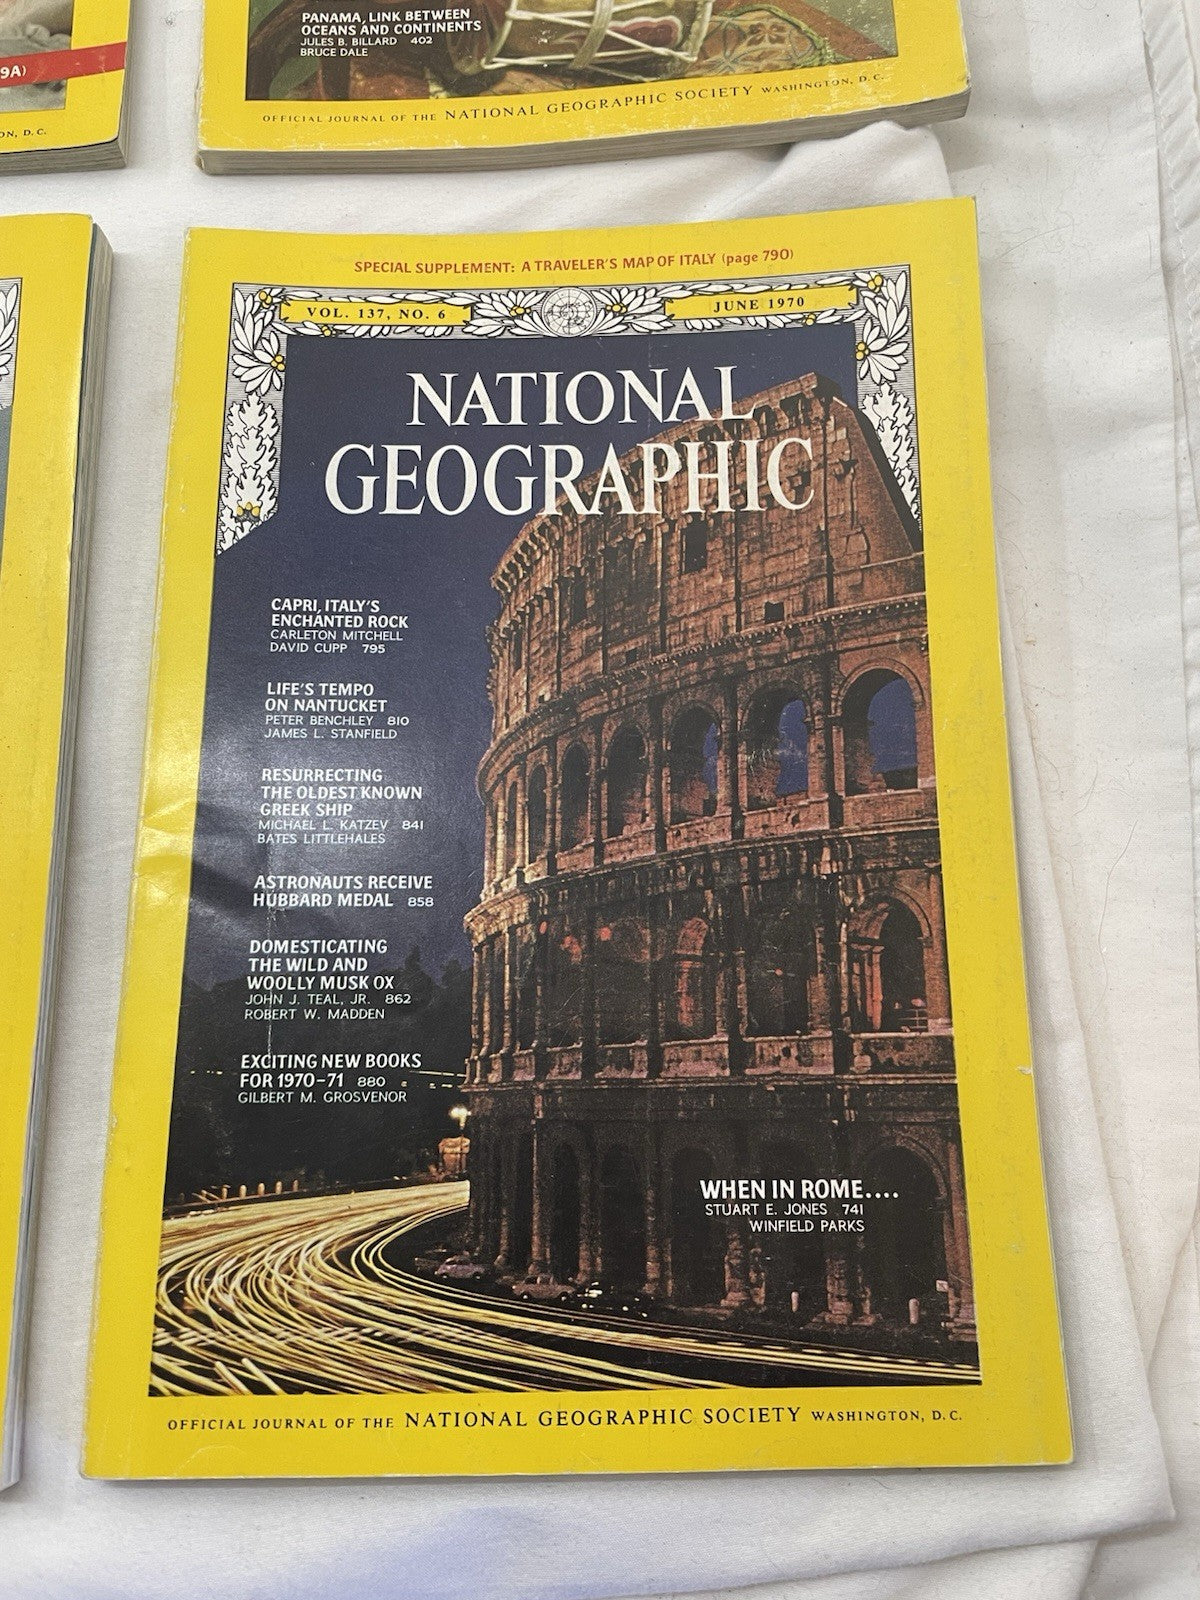 9A)
ON, D.C.
PANAMA, LINK BETWEEN
OCEANS AND CONTINENTS
JULES B. BILLARD 402
BRUCE DALE
OFFICIAL JOURNAL OF THE NATIONAL GEOGRAPHIC SOCIETY WASHINGTON, D.C.
SPECIAL SUPPLEMENT: A TRAVELER'S MAP OF ITALY (page 790)
VOL. 137, NO. 6
JUNE 1970
NATIONAL
GEOGRAPHIC
CAPRI, ITALY'S
ENCHANTED ROCK
CARLETON MITCHELL
DAVID CUPP 795
LIFE'S TEMPO
ON NANTUCKET
PETER BENCHLEY 810
JAMES L. STANFIELD
RESURRECTING
THE OLDEST KNOWN
GREEK SHIP
MICHAEL L. KATZEV 841
BATES LITTLEHALES
ASTRONAUTS RECEIVE
HUBBARD MEDAL 858
DOMESTICATING
THE WILD AND
WOOLLY MUSK OX
JOHN J. TEAL, JR. 862
ROBERT W. MADDEN
EXCITING NEW BOOKS
FOR 1970-71 880
GILBERT M. GROSVENOR
WHEN IN ROME....
STUART E. JONES 741
WINFIELD PARKS
OFFICIAL JOURNAL OF THE NATIONAL GEOGRAPHIC SOCIETY WASHINGTON, D.C.